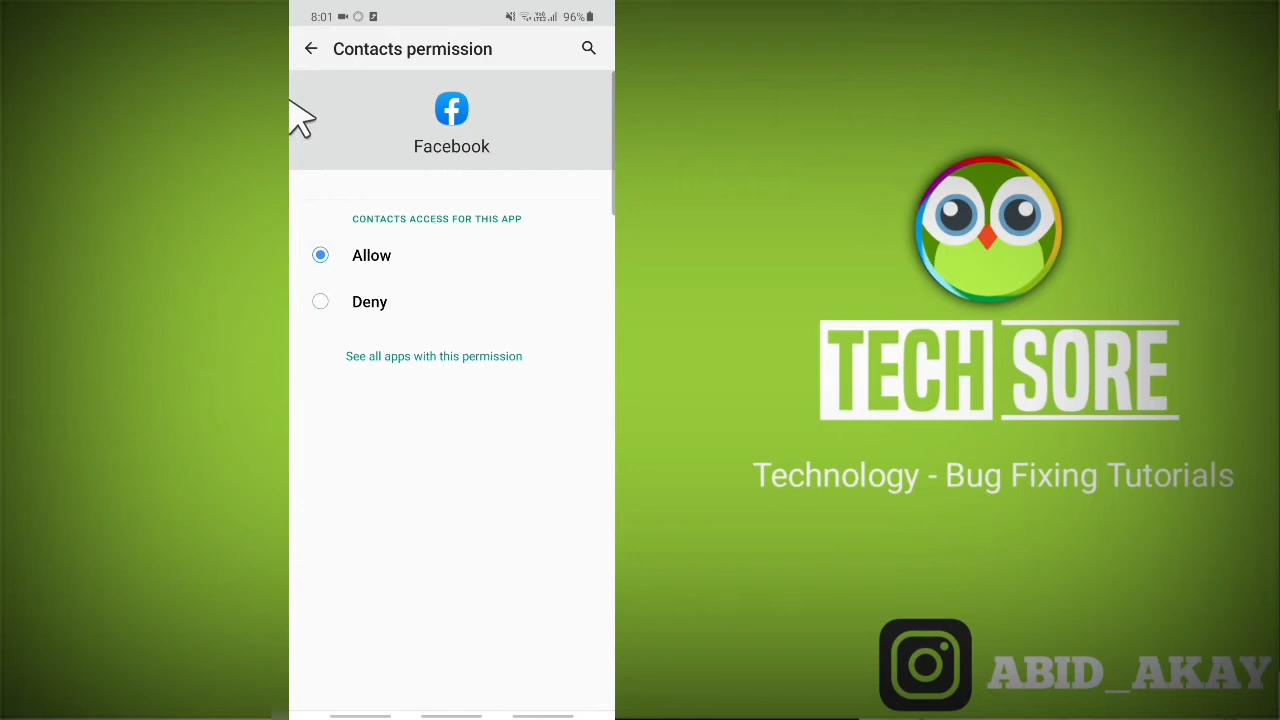 8:01
96%
Contacts permission
Facebook
CONTACTS ACCESS FOR THIS APP
Allow
Deny
See all apps with this permission
TECH SORE
Technology - Bug Fixing Tutorials
ABID_AKAY